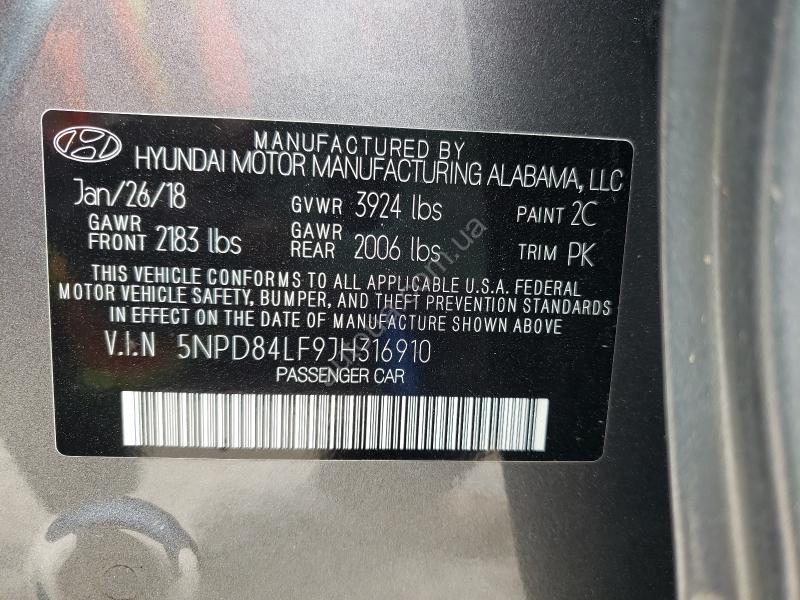 MANUFACTURED BY
HYUNDAI MOTOR MANUFACTURING ALABAMA, LLC
Jan/26/18 GVWR 3924 lbs PAINT 2C
GAWR FRONT 2183 lbs GAWR REAR 2006 lbs TRIM PK
THIS VEHICLE CONFORMS TO ALL APPLICABLE U.S.A. FEDERAL
MOTOR VEHICLE SAFETY, BUMPER, AND THEFT PREVENTION STANDARDS
IN EFFECT ON THE DATE OF MANUFACTURE SHOWN ABOVE
V.I.N 5NPD84LF9JH316910
PASSENGER CAR